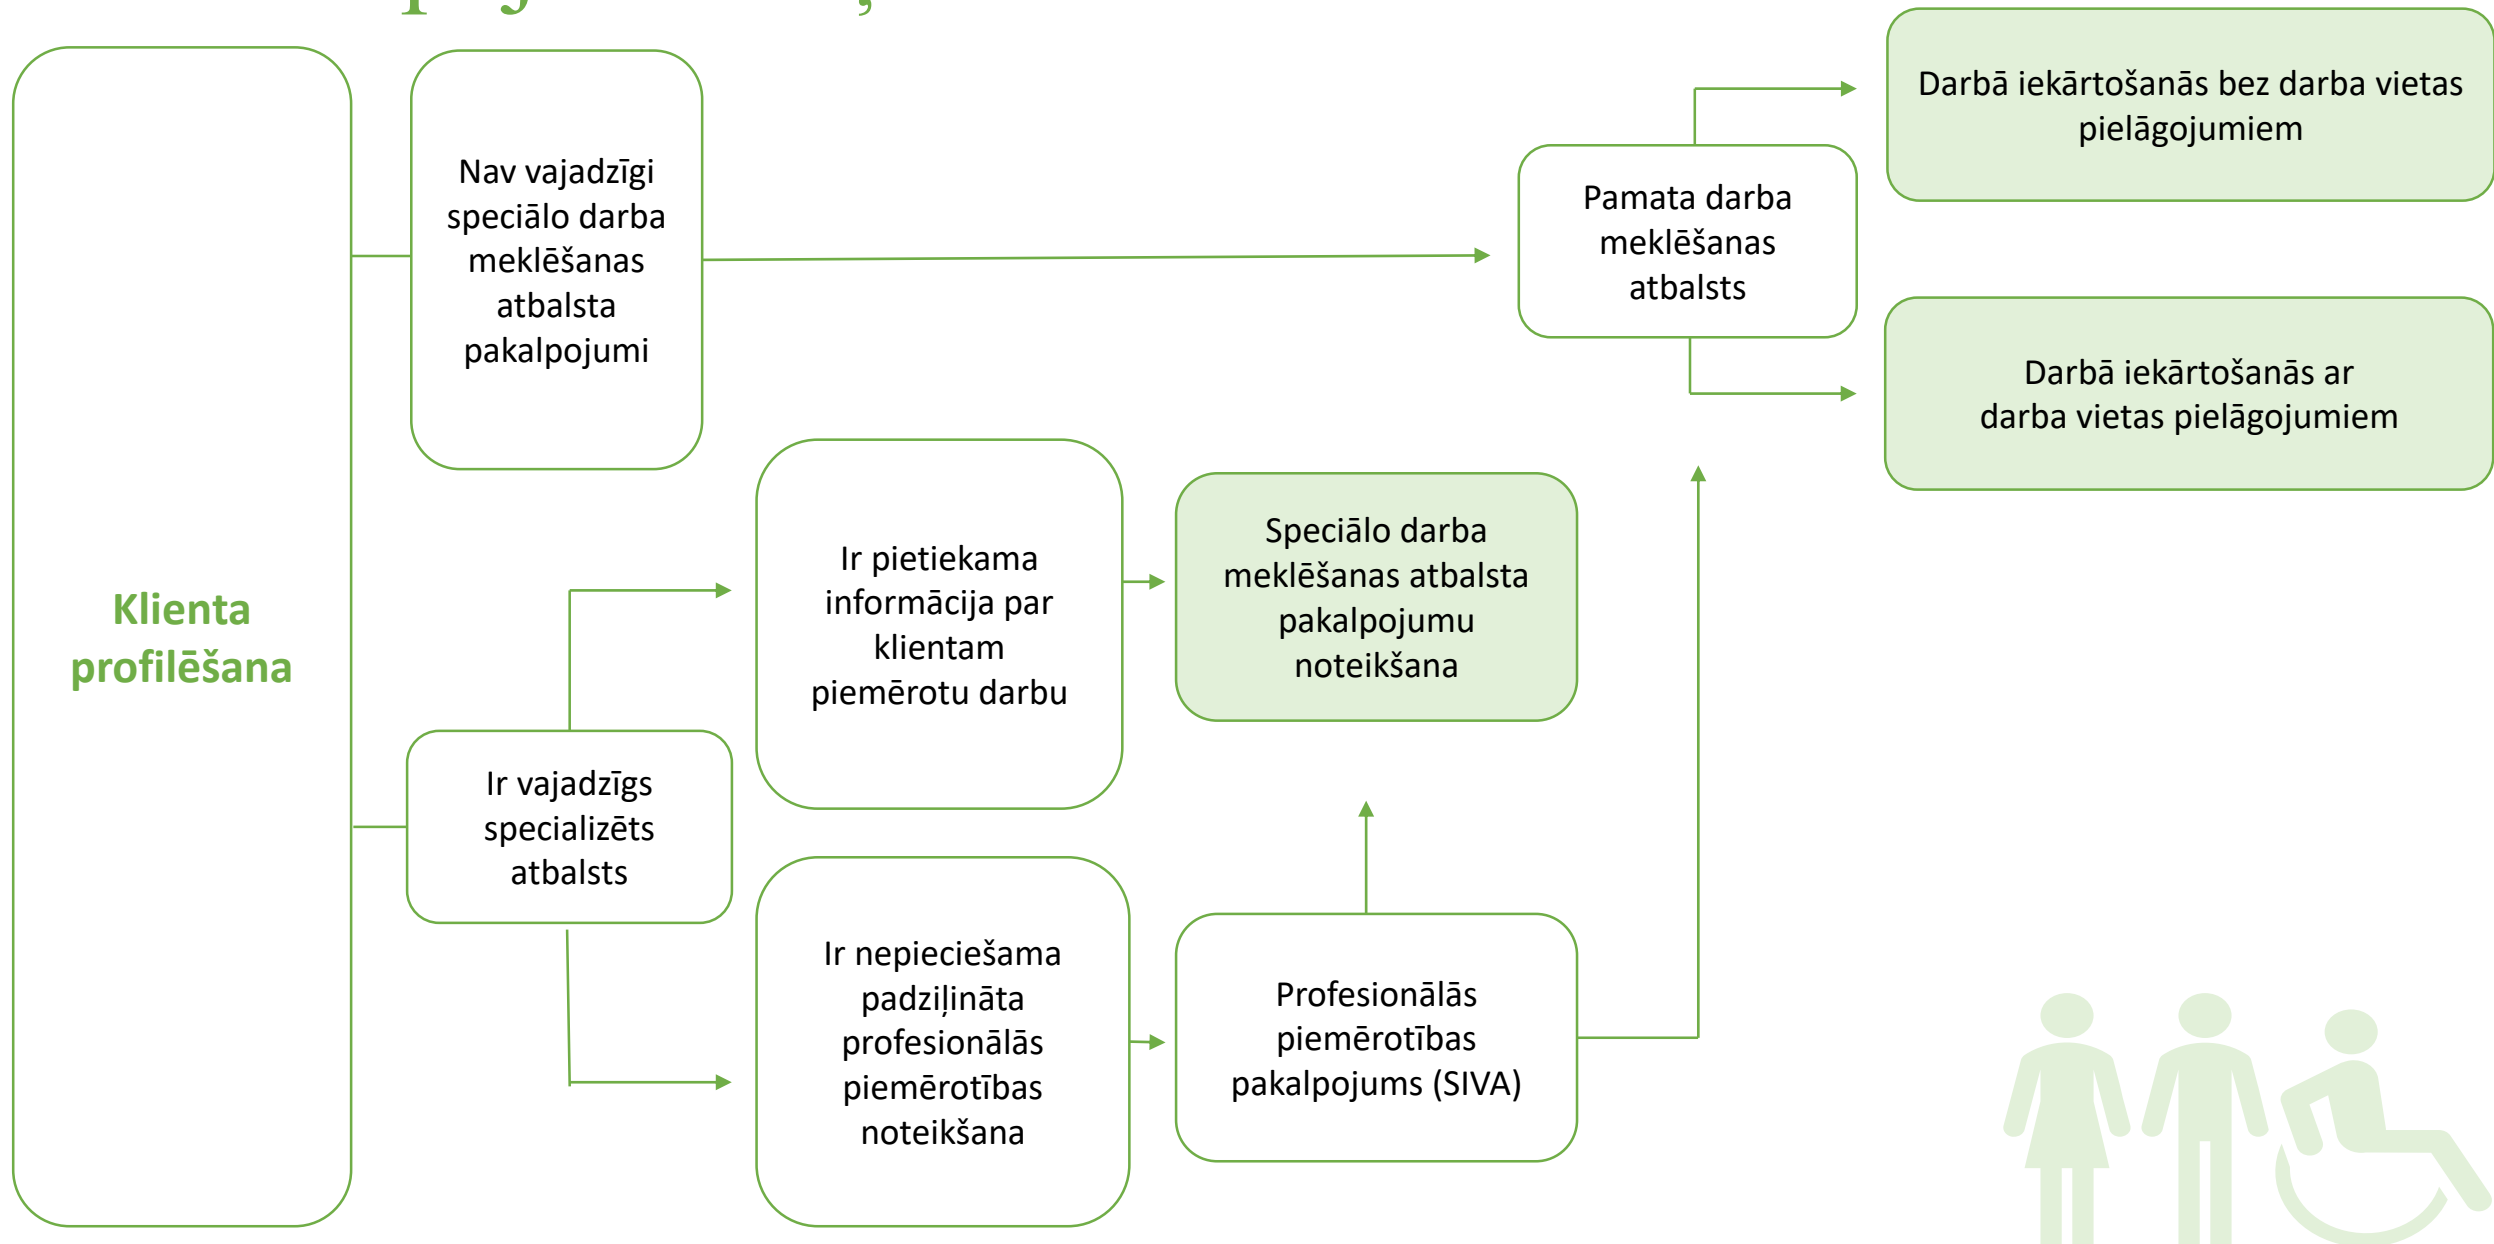 Klienta
profilēšana
Nav vajadzīgi
speciālo darba
meklēšanas
atbalsta
pakalpojumi
Ir vajadzīgs
specializēts
atbalsts
Ir pietiekama
informācija par
klientam
piemērotu darbu
Ir nepieciešama
padziļināta
profesionālās
piemērotības
noteikšana
Speciālo darba
meklēšanas atbalsta
pakalpojumu
noteikšana
Profesionālās
piemērotības
pakalpojums (SIVA)
Pamata darba
meklēšanas
atbalsts
Darbā iekārtošanās bez darba vietas
pielāgojumiem
Darbā iekārtošanās ar
darba vietas pielāgojumiem